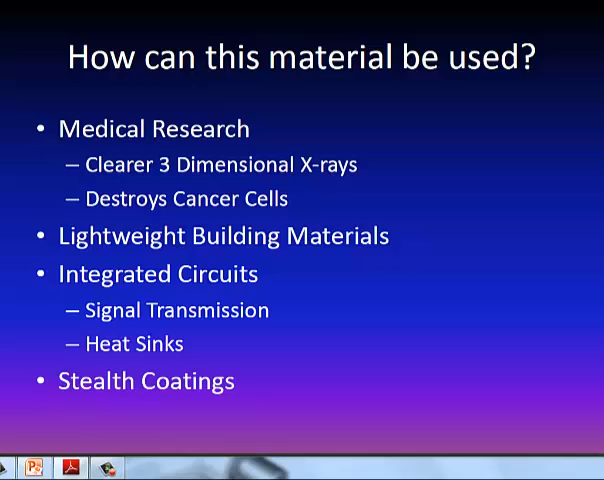 How can this material be used?
• Medical Research
– Clearer 3 Dimensional X-rays
– Destroys Cancer Cells
• Lightweight Building Materials
• Integrated Circuits
– Signal Transmission
– Heat Sinks
• Stealth Coatings